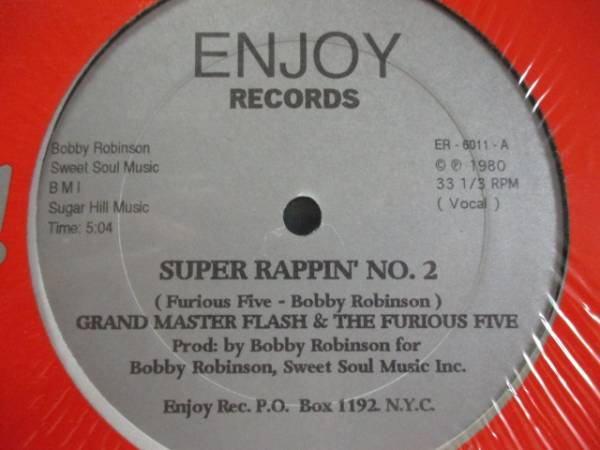 ENJOY
RECORDS
Bobby Robinson
Sweet Soul Music
B M I
Sugar Hill Music
Time: 5:04
ER - 6011 - A
© ℗ 1980
33 1/3 RPM
( Vocal )
SUPER RAPPIN' NO. 2
( Furious Five - Bobby Robinson )
GRAND MASTER FLASH & THE FURIOUS FIVE
Prod: by Bobby Robinson for
Bobby Robinson, Sweet Soul Music Inc.
Enjoy Rec. P.O. Box 1192. N.Y.C.
!